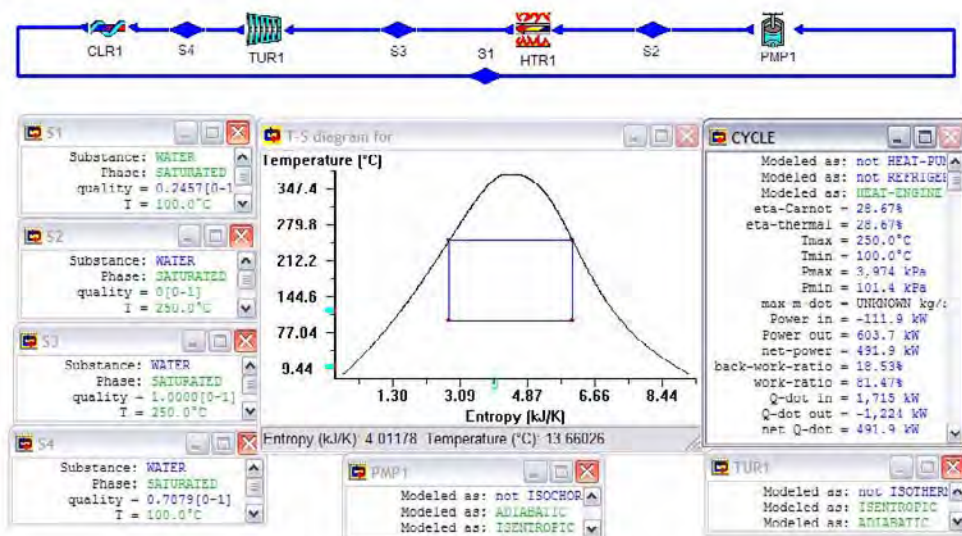 CLR1 S4 TUR1 S3 S1 HTR1 S2 PMP1
S1
Substance: WATER
Phase: SATURATED
quality = 0.2457[0-1
T = 100.0°C
S2
Substance: WATER
Phase: SATURATED
quality = 0[0-1]
T = 250.0°C
S3
Substance: WATER
Phase: SATURATED
quality = 1.0000[0-1]
T = 250.0°C
S4
Substance: WATER
Phase: SATURATED
quality = 0.7079[0-1]
T = 100.0°C
T-S diagram for
Temperature [°C]
347.4
279.8
212.2
144.6
77.04
9.44
1.30 3.09 4.87 6.66 8.44
Entropy [kJ/K]
Entropy (kJ/K): 4.01178 Temperature (°C): 13.66026
CYCLE
Modeled as: not HEAT-PU
Modeled as: not REFRIGE
Modeled as: HEAT-ENGINE
eta-Carnot = 28.67%
eta-thermal = 28.67%
Tmax = 250.0°C
Tmin = 100.0°C
Pmax = 3,974 kPa
Pmin = 101.4 kPa
max-m-dot = UNKNOWN kg/
Power in = -111.9 kW
Power out = 603.7 kW
net-power = 491.9 kW
back-work-ratio = 18.53%
work-ratio = 81.47%
Q-dot in = 1,715 kW
Q-dot out = -1,224 kW
net Q-dot = 491.9 kW
PMP1
Modeled as: not ISOCHOR
Modeled as: ADIABATIC
Modeled as: ISENTROPIC
TUR1
Modeled as: not ISOTHER
Modeled as: ISENTROPIC
Modeled as: ADIABATIC